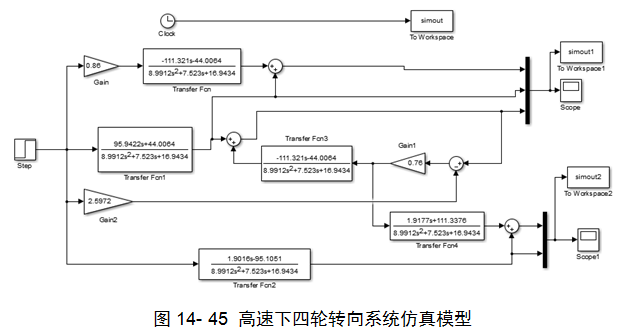 Clock
simout
To Workspace
0.86
Gain
-111.321s-44.0064
8.9912s²+7.523s+16.9434
Transfer Fcn
simout1
To Workspace1
Scope
Step
95.9422s+44.0064
8.9912s²+7.523s+16.9434
Transfer Fcn1
Transfer Fcn3
-111.321s-44.0064
8.9912s²+7.523s+16.9434
Gain1
0.76
2.5972
Gain2
simout2
To Workspace2
1.9177s+111.3376
8.9912s²+7.523s+16.9434
Transfer Fcn4
Scope1
1.9016s-95.1051
8.9912s²+7.523s+16.9434
Transfer Fcn2
图 14- 45 高速下四轮转向系统仿真模型